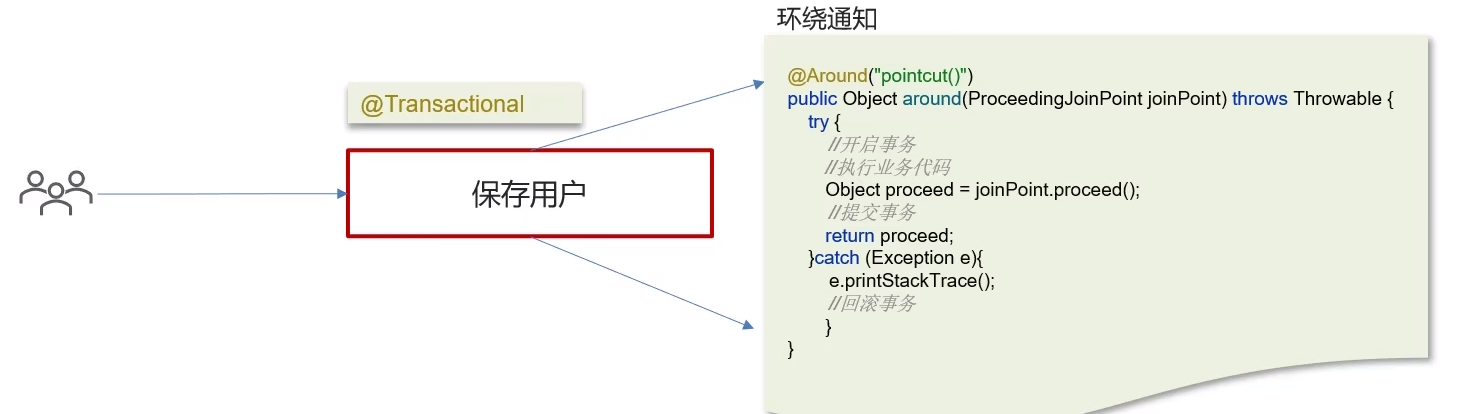 环绕通知
@Transactional
保存用户
@Around("pointcut()")
public Object around(ProceedingJoinPoint joinPoint) throws Throwable {
try {
//开启事务
//执行业务代码
Object proceed = joinPoint.proceed();
//提交事务
return proceed;
}catch (Exception e){
e.printStackTrace();
//回滚事务
}
}